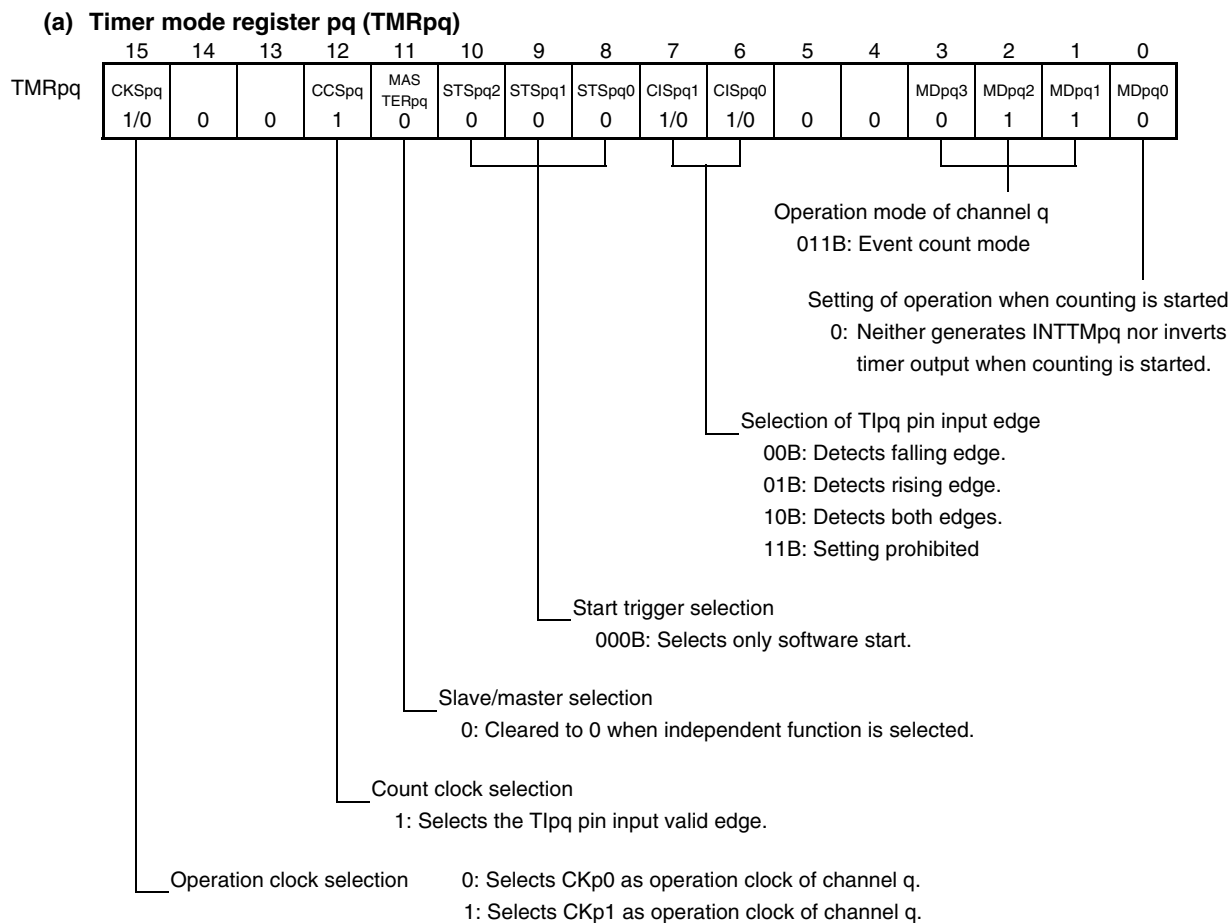 (a) Timer mode register pq (TMRpq)
15 14 13 12 11 10 9 8 7 6 5 4 3 2 1 0
TMRpq CKSpq CCSpq MAS TERpq STSpq2 STSpq1 STSpq0 CISpq1 CISpq0 MDpq3 MDpq2 MDpq1 MDpq0
1/0 0 0 1 0 0 0 0 1/0 1/0 0 0 0 1 1 0
Operation mode of channel q
011B: Event count mode
Setting of operation when counting is started
0: Neither generates INTTMpq nor inverts
timer output when counting is started.
Selection of TIpq pin input edge
00B: Detects falling edge.
01B: Detects rising edge.
10B: Detects both edges.
11B: Setting prohibited
Start trigger selection
000B: Selects only software start.
Slave/master selection
0: Cleared to 0 when independent function is selected.
Count clock selection
1: Selects the TIpq pin input valid edge.
Operation clock selection 0: Selects CKp0 as operation clock of channel q.
1: Selects CKp1 as operation clock of channel q.